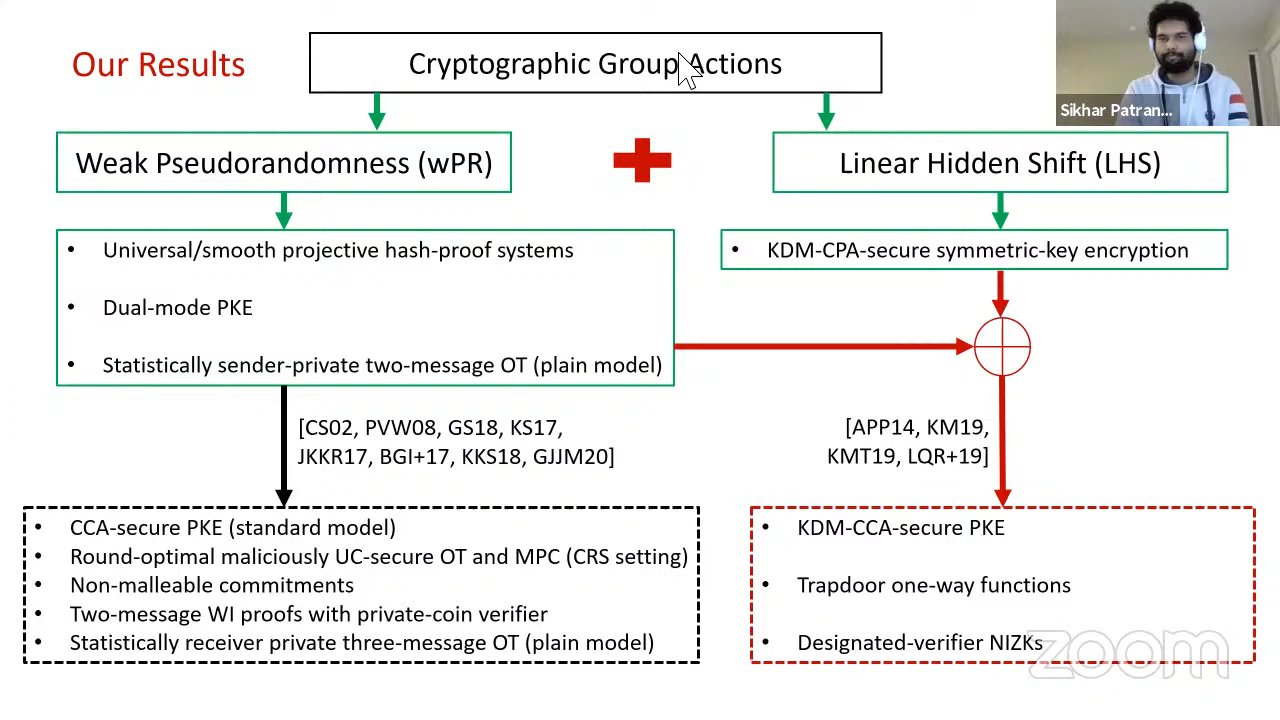 Our Results
Cryptographic Group Actions
Sikhar Patran...
Weak Pseudorandomness (wPR)
Linear Hidden Shift (LHS)
• Universal/smooth projective hash-proof systems
• Dual-mode PKE
• Statistically sender-private two-message OT (plain model)
• KDM-CPA-secure symmetric-key encryption
[CS02, PVW08, GS18, KS17,
JKKR17, BGI+17, KKS18, GJJM20]
[APP14, KM19,
KMT19, LQR+19]
• CCA-secure PKE (standard model)
• Round-optimal maliciously UC-secure OT and MPC (CRS setting)
• Non-malleable commitments
• Two-message WI proofs with private-coin verifier
• Statistically receiver private three-message OT (plain model)
• KDM-CCA-secure PKE
• Trapdoor one-way functions
• Designated-verifier NIZKs
zoom